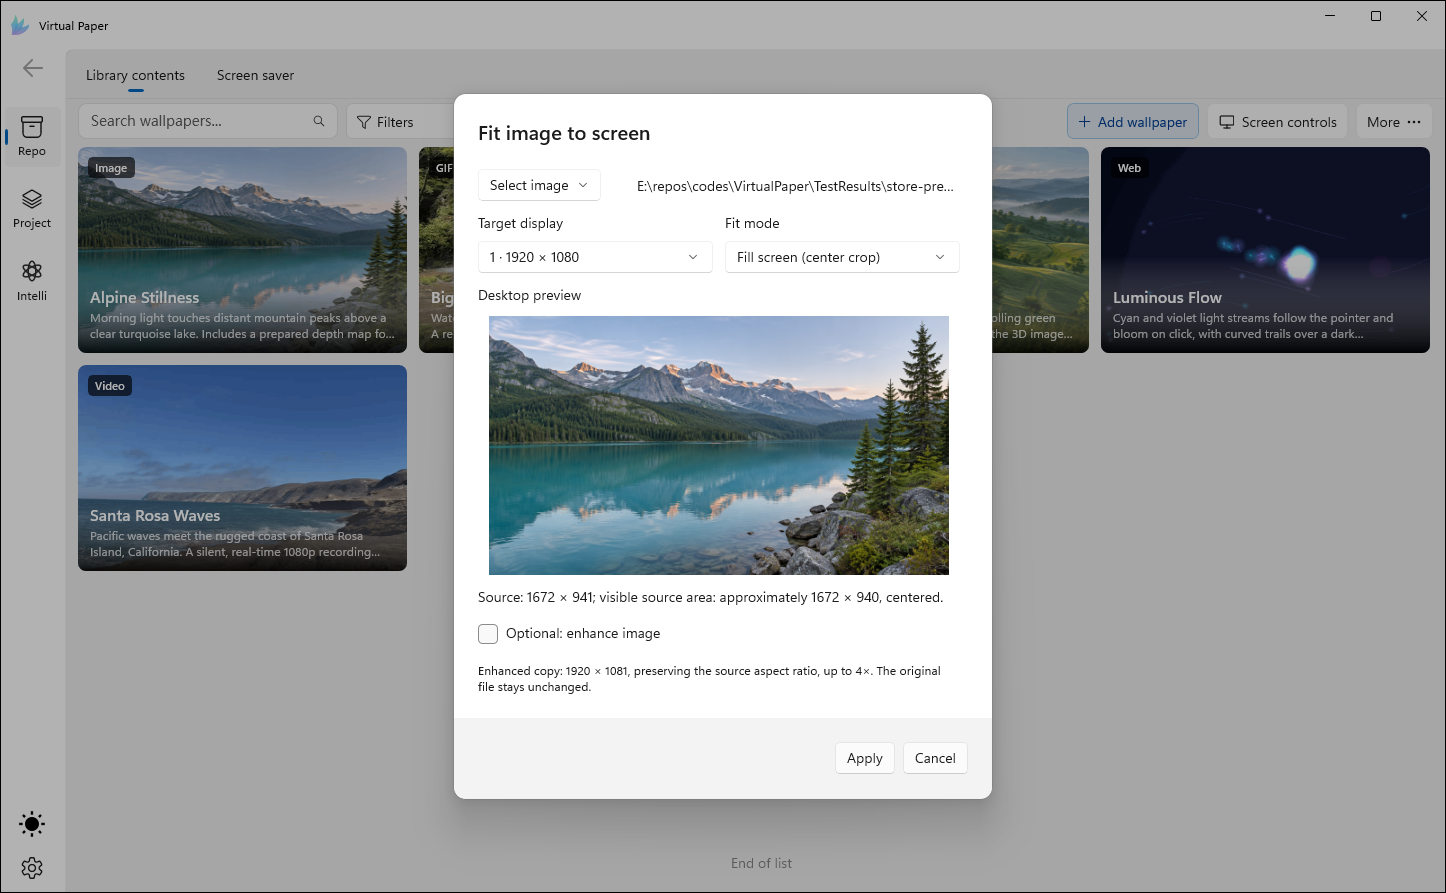 Virtual Paper
Library contents
Screen saver
Search wallpapers...
Filters
Add wallpaper
Screen controls
More
Repo
Project
Intelli
Image
Alpine Stillness
Morning light touches distant mountain peaks above a
clear turquoise lake. Includes a prepared depth map fo...
GIF
Big
A re
olling green
the 3D image...
Web
Luminous Flow
Cyan and violet light streams follow the pointer and
bloom on click, with curved trails over a dark...
Video
Santa Rosa Waves
Pacific waves meet the rugged coast of Santa Rosa
Island, California. A silent, real-time 1080p recording...
Fit image to screen
Select image
E:\repos\codes\VirtualPaper\TestResults\store-pre...
Target display
Fit mode
1 · 1920 × 1080
Fill screen (center crop)
Desktop preview
Source: 1672 × 941; visible source area: approximately 1672 × 940, centered.
Optional: enhance image
Enhanced copy: 1920 × 1081, preserving the source aspect ratio, up to 4×. The original
file stays unchanged.
Apply
Cancel
End of list